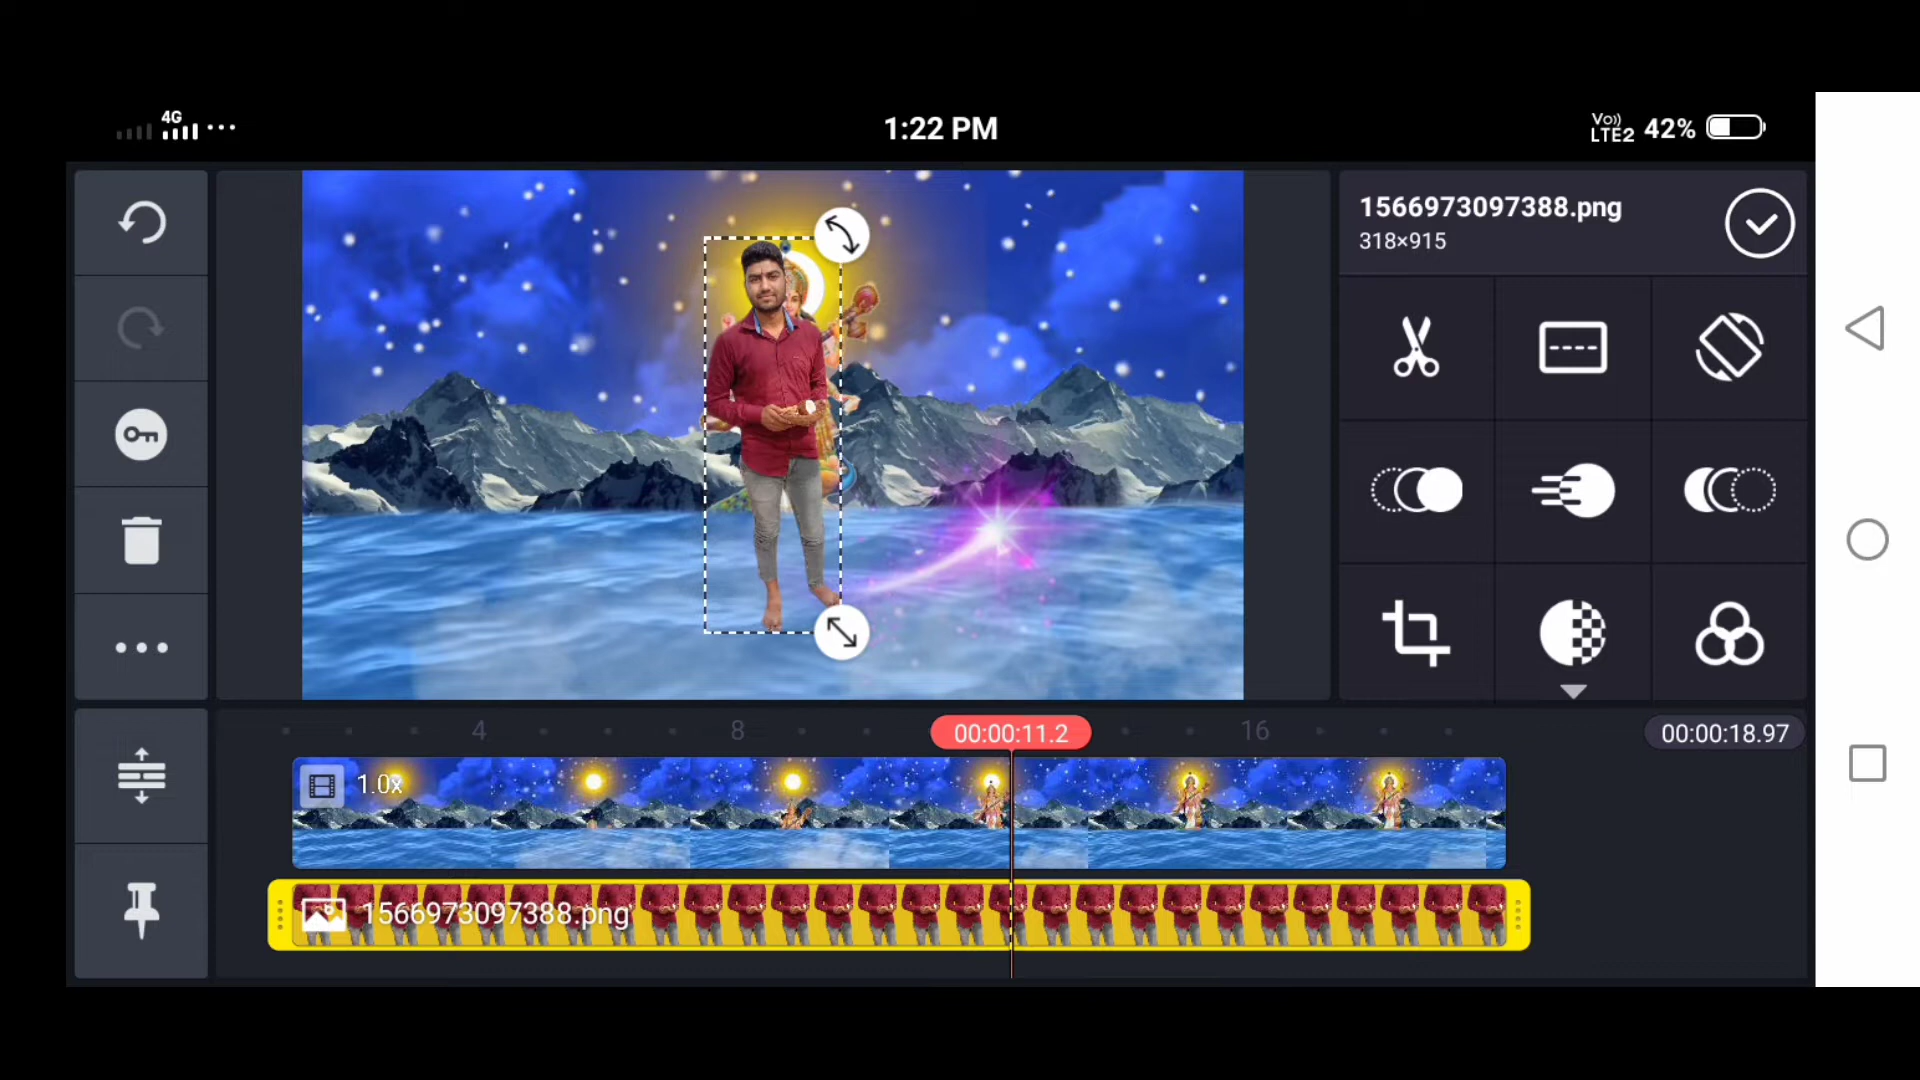 4G
1:22 PM
Vo)) LTE2 42%
1566973097388.png
318×915
4
8
00:00:11.2
16
00:00:18.97
1.0x
1566973097388.png